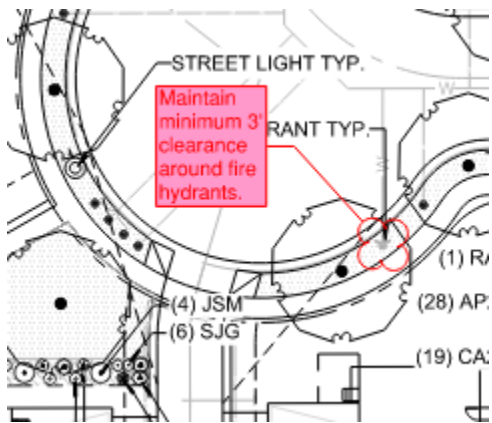 STREET LIGHT TYP.
Maintain
minimum 3'
clearance
around fire
hydrants.
RANT TYP.
W
W
(1) RA
(4) JSM
(28) AP
(6) SJG
(19) CA2